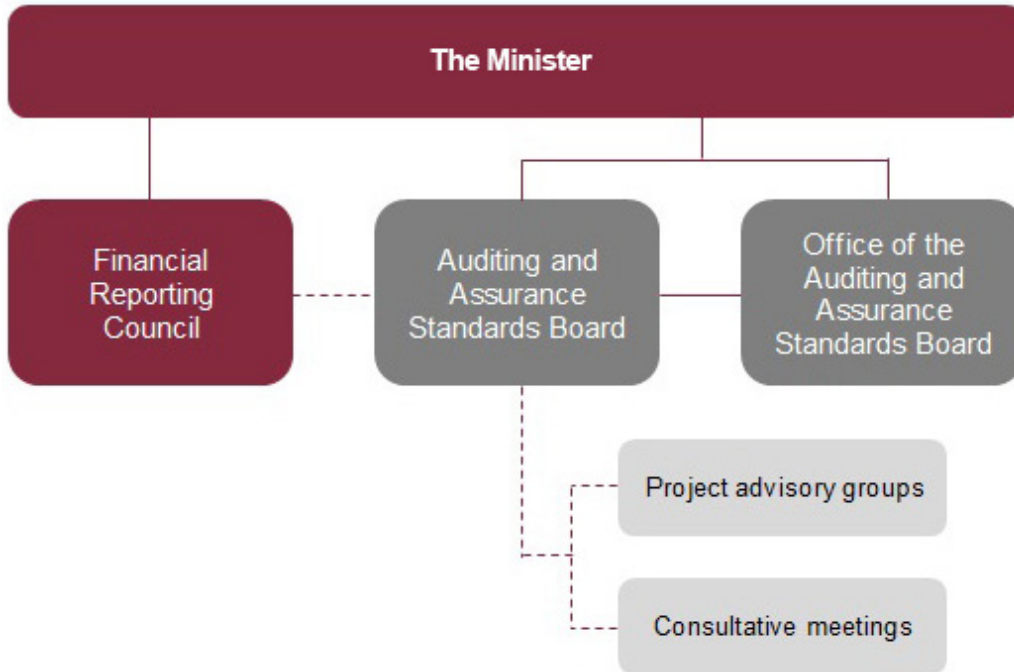 The Minister
Financial
Reporting
Council
Auditing and
Assurance
Standards Board
Office of the
Auditing and
Assurance
Standards Board
Project advisory groups
Consultative meetings